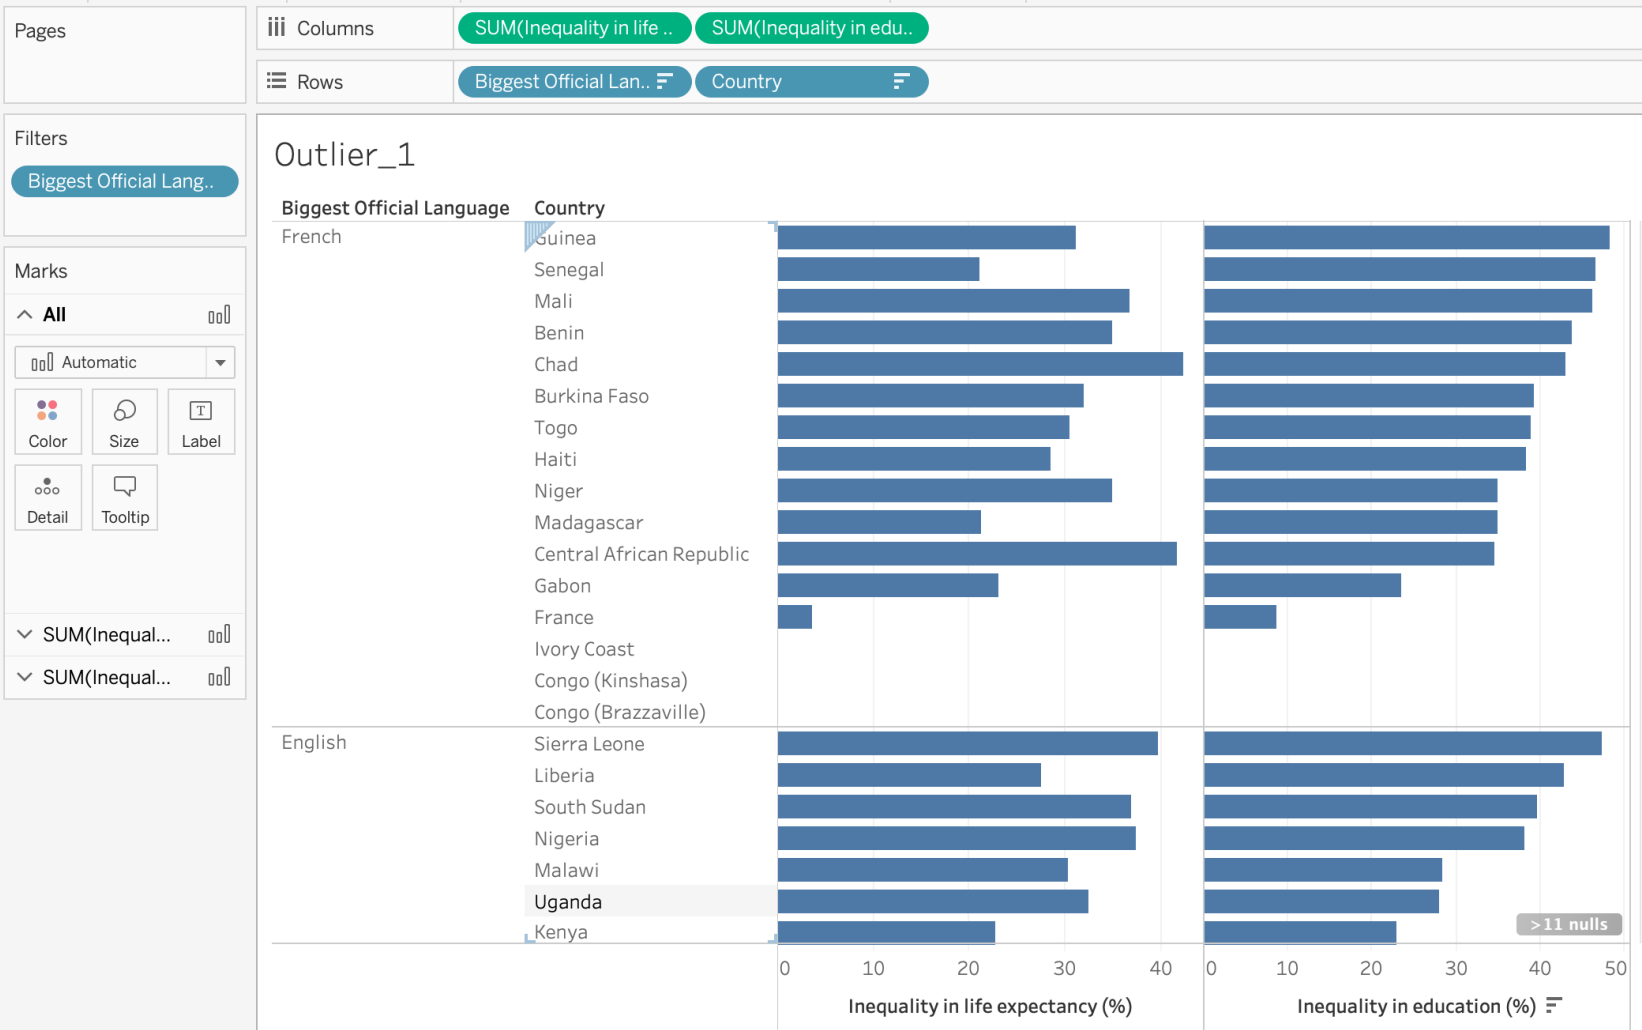 Pages
Columns
SUM(Inequality in life ..
SUM(Inequality in edu..
Rows
Biggest Official Lan..
Country
Filters
Biggest Official Lang..
Marks
All
Automatic
Color
Size
T
Label
Detail
Tooltip
SUM(Inequal...
SUM(Inequal...
Outlier_1
Biggest Official Language
Country
French
Guinea
Senegal
Mali
Benin
Chad
Burkina Faso
Togo
Haiti
Niger
Madagascar
Central African Republic
Gabon
France
Ivory Coast
Congo (Kinshasa)
Congo (Brazzaville)
English
Sierra Leone
Liberia
South Sudan
Nigeria
Malawi
Uganda
Kenya
>11 nulls
0 10 20 30 40
0 10 20 30 40 50
Inequality in life expectancy (%)
Inequality in education (%)